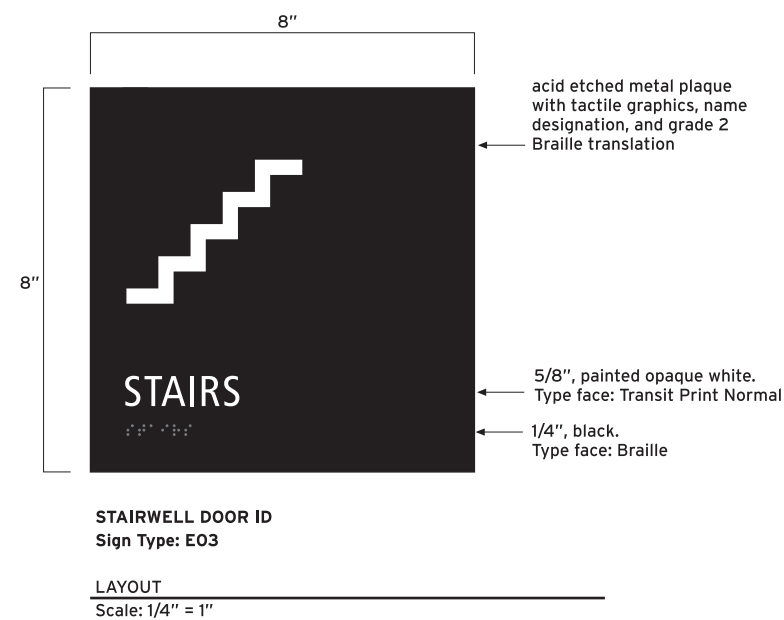 8”
acid etched metal plaque
with tactile graphics, name
designation, and grade 2
Braille translation
8”
STAIRS
5/8”, painted opaque white.
Type face: Transit Print Normal
1/4”, black.
Type face: Braille
STAIRWELL DOOR ID
Sign Type: E03
LAYOUT
Scale: 1/4” = 1”